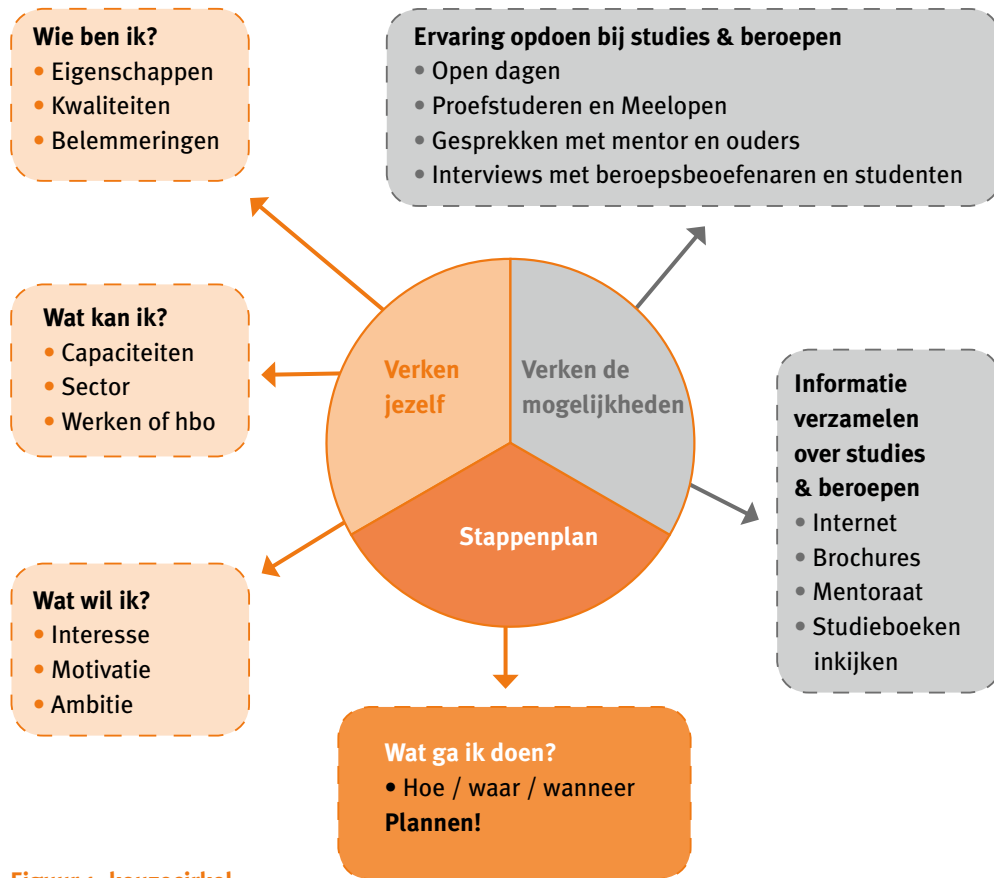 Wie ben ik?
• Eigenschappen
• Kwaliteiten
• Belemmeringen
Ervaring opdoen bij studies & beroepen
• Open dagen
• Proefstuderen en Meelopen
• Gesprekken met mentor en ouders
• Interviews met beroepsbeoefenaren en studenten
Wat kan ik?
• Capaciteiten
• Sector
• Werken of hbo
Verken
jezelf
Verken de
mogelijkheden
Stappenplan
Informatie
verzamelen
over studies
& beroepen
• Internet
• Brochures
• Mentoraat
• Studieboeken
inkijken
Wat wil ik?
• Interesse
• Motivatie
• Ambitie
Wat ga ik doen?
• Hoe / waar / wanneer
Plannen!